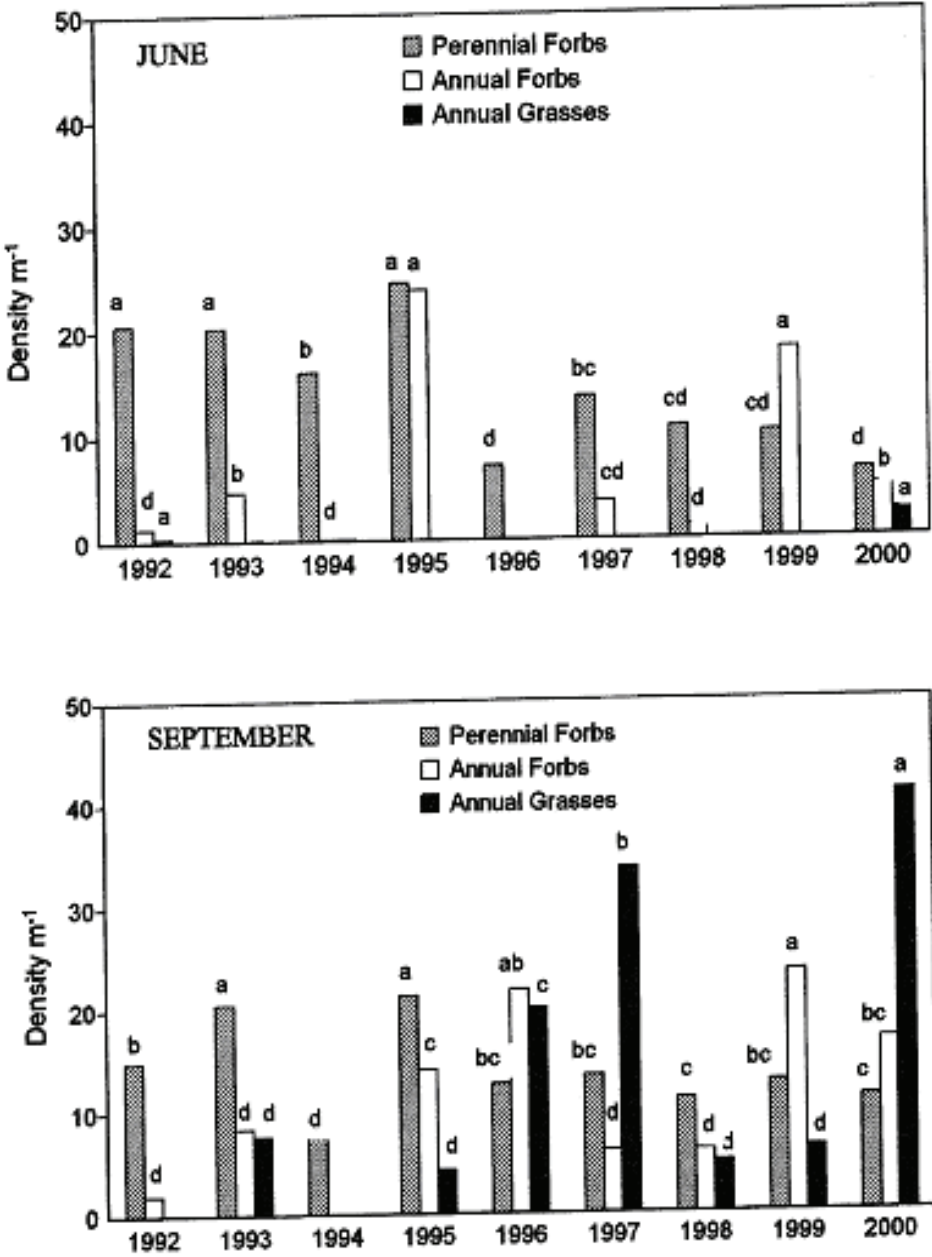 50
JUNE
Perennial Forbs
Annual Forbs
Annual Grasses
40
30
20
10
0
Density m⁻¹
a
d
a
a
b
b
d
a a
d
bc
cd
cd
d
cd
a
d
b
a
1992 1993 1994 1995 1996 1997 1998 1999 2000
50
SEPTEMBER
Perennial Forbs
Annual Forbs
Annual Grasses
40
30
20
10
0
Density m⁻¹
b
d
a
d d
d
a
c
d
bc
ab
c
bc
d
b
c
d
d
bc
a
d
c
bc
a
1992 1993 1994 1995 1996 1997 1998 1999 2000